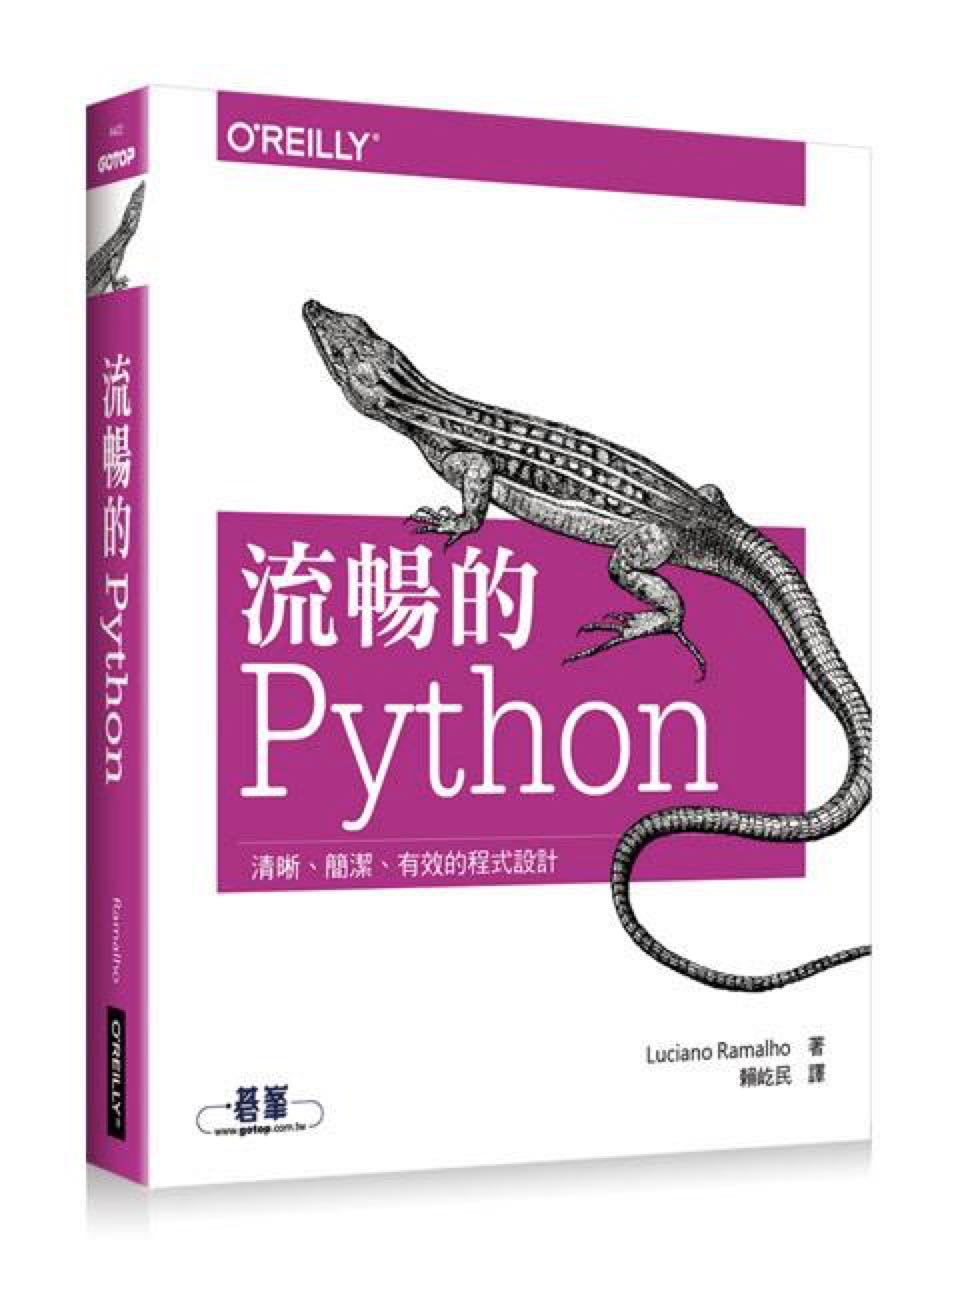 GOTOP
流暢的 Python
Ramalho
O'REILLY®
O'REILLY®
流暢的
Python
清晰、簡潔、有效的程式設計
Luciano Ramalho 著
賴屹民 譯
碁峯
www.gotop.com.tw